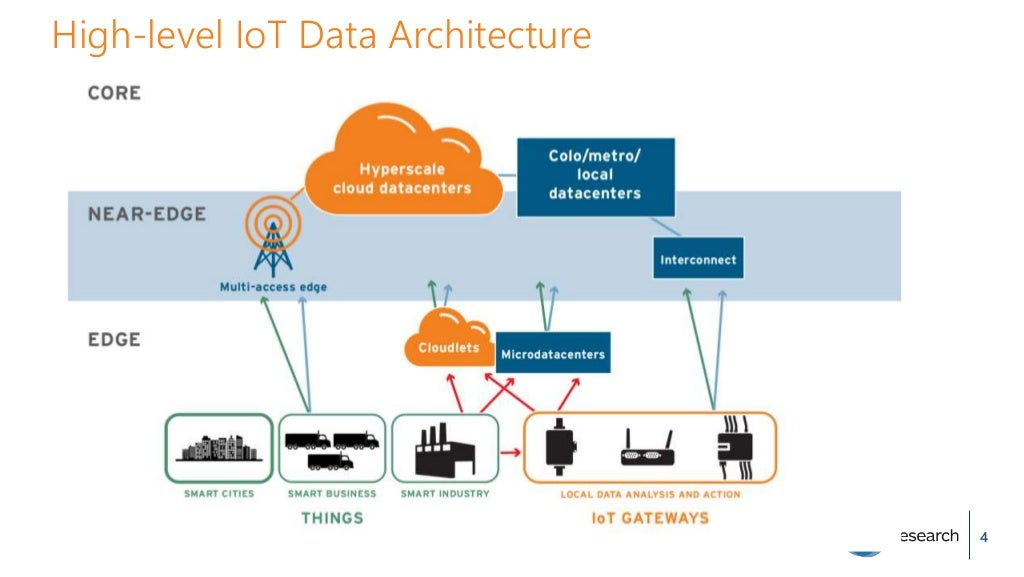 High-level IoT Data Architecture
CORE
Hyperscale
cloud datacenters
Colo/metro/
local
datacenters
NEAR-EDGE
Multi-access edge
Interconnect
EDGE
Cloudlets
Microdatacenters
SMART CITIES
SMART BUSINESS
SMART INDUSTRY
LOCAL DATA ANALYSIS AND ACTION
THINGS
IoT GATEWAYS
esearch
4